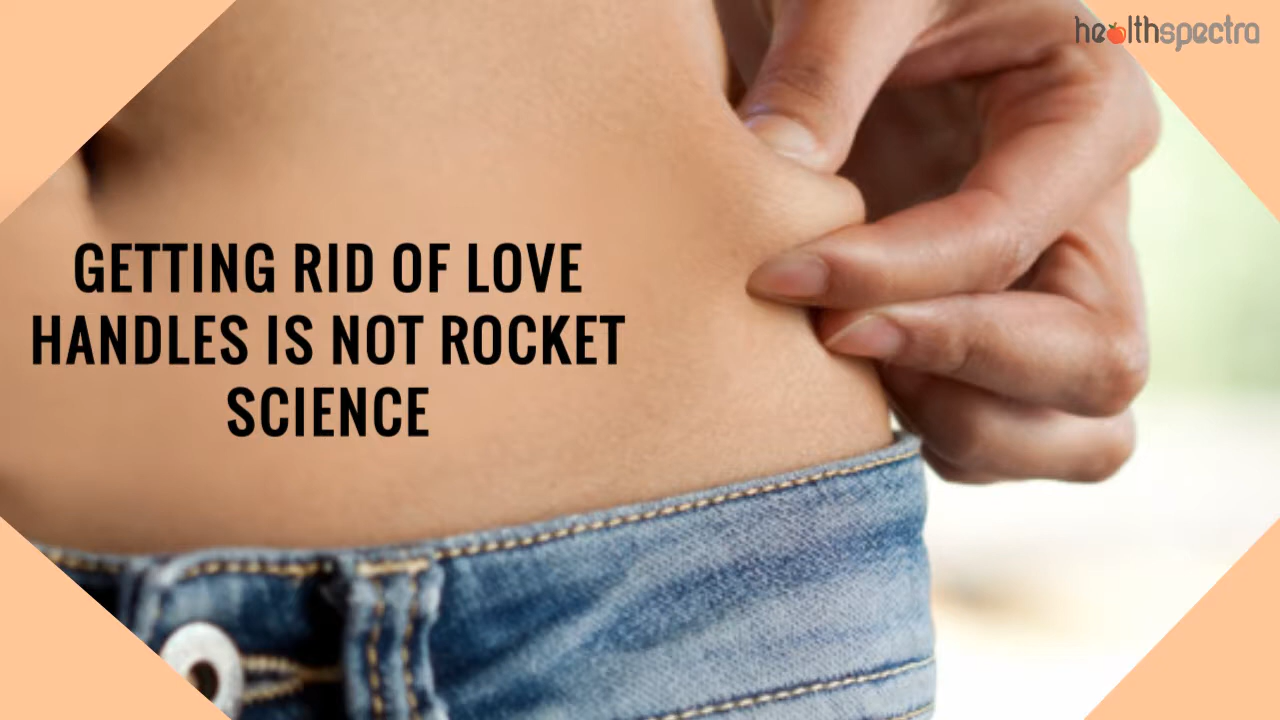 healthspectra
GETTING RID OF LOVE
HANDLES IS NOT ROCKET
SCIENCE